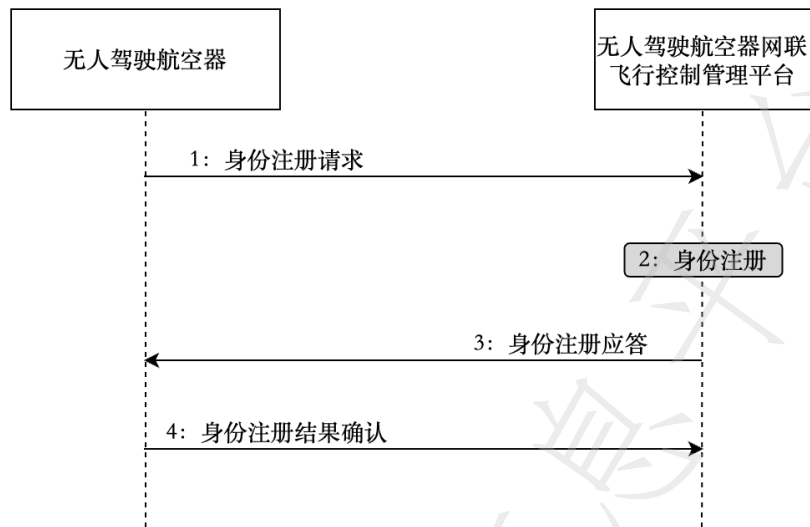 无人驾驶航空器
无人驾驶航空器网联
飞行控制管理平台
1：身份注册请求
2：身份注册
3：身份注册应答
4：身份注册结果确认